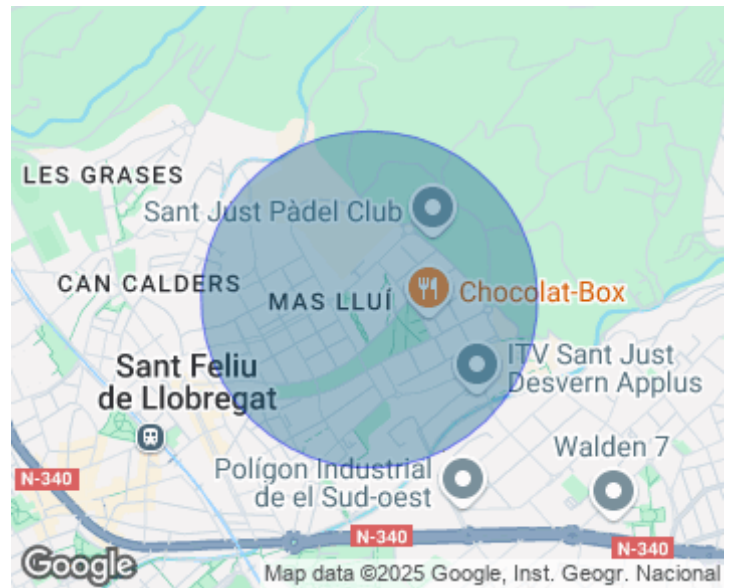 LES GRASES
Sant Just Pàdel Club
CAN CALDERS
MAS LLUÍ
Chocolat-Box
ITV Sant Just
Desvern Applus
Sant Feliu
de Llobregat
Walden 7
Polígon Industrial
de el Sud-oest
N-340
N-340
N-340
Google
Map data ©2025 Google, Inst. Geogr. Nacional